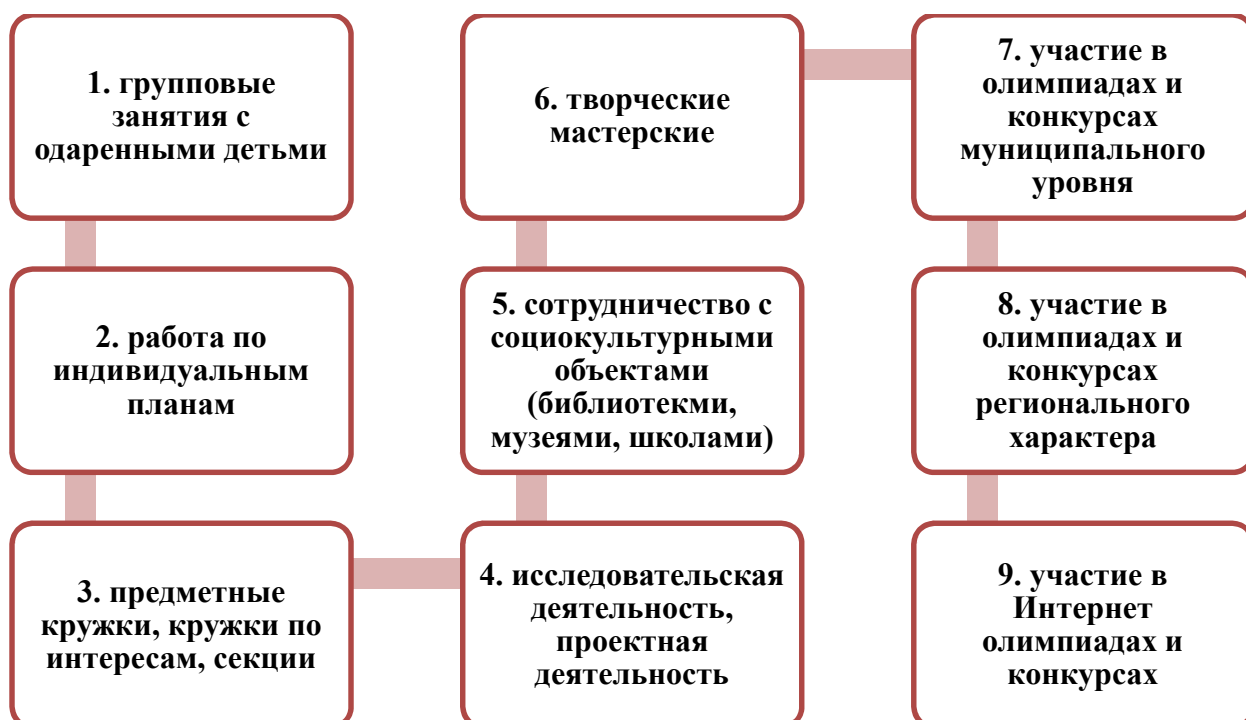 1. групповые
занятия с
одаренными детьми
2. работа по
индивидуальным
планам
3. предметные
кружки, кружки по
интересам, секции
4. исследовательская
деятельность,
проектная
деятельность
5. сотрудничество с
социокультурными
объектами
(библиотекми,
музеями, школами)
6. творческие
мастерские
7. участие в
олимпиадах и
конкурсах
муниципального
уровня
8. участие в
олимпиадах и
конкурсах
регионального
характера
9. участие в
Интернет
олимпиадах и
конкурсах